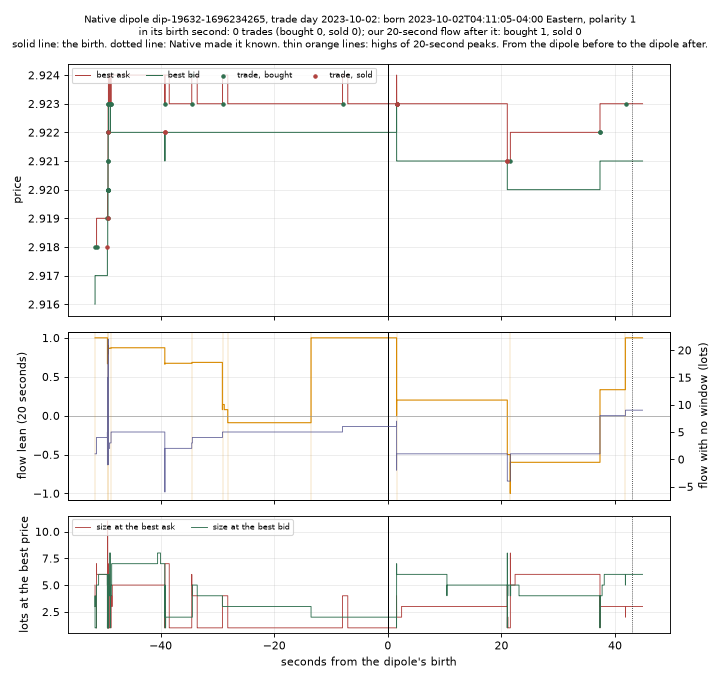 Native dipole dip-19632-1696234265, trade day 2023-10-02: born 2023-10-02T04:11:05-04:00 Eastern, polarity 1
in its birth second: 0 trades (bought 0, sold 0); our 20-second flow after it: bought 1, sold 0
solid line: the birth. dotted line: Native made it known. thin orange lines: highs of 20-second peaks. From the dipole before to the dipole after.
best ask best bid trade, bought trade, sold
2.924
2.923
2.922
2.921
2.920
2.919
2.918
2.917
2.916
price
1.0
0.5
0.0
−0.5
−1.0
flow lean (20 seconds)
20
15
10
5
0
−5
flow with no window (lots)
size at the best ask size at the best bid
10.0
7.5
5.0
2.5
lots at the best price
−40 −20 0 20 40
seconds from the dipole's birth